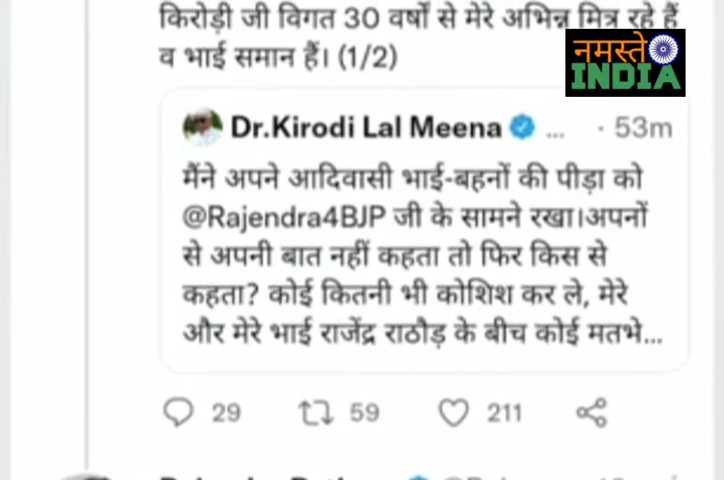 किरोड़ी जी विगत 30 वर्षों से मेरे अभिन्न मित्र रहे हैं
व भाई समान हैं। (1/2)
नमस्ते
INDIA
Dr.Kirodi Lal Meena ... · 53m
मैंने अपने आदिवासी भाई-बहनों की पीड़ा को
@Rajendra4BJP जी के सामने रखा।अपनों
से अपनी बात नहीं कहता तो फिर किस से
कहता? कोई कितनी भी कोशिश कर ले, मेरे
और मेरे भाई राजेंद्र राठौड़ के बीच कोई मतभे...
29 59 211